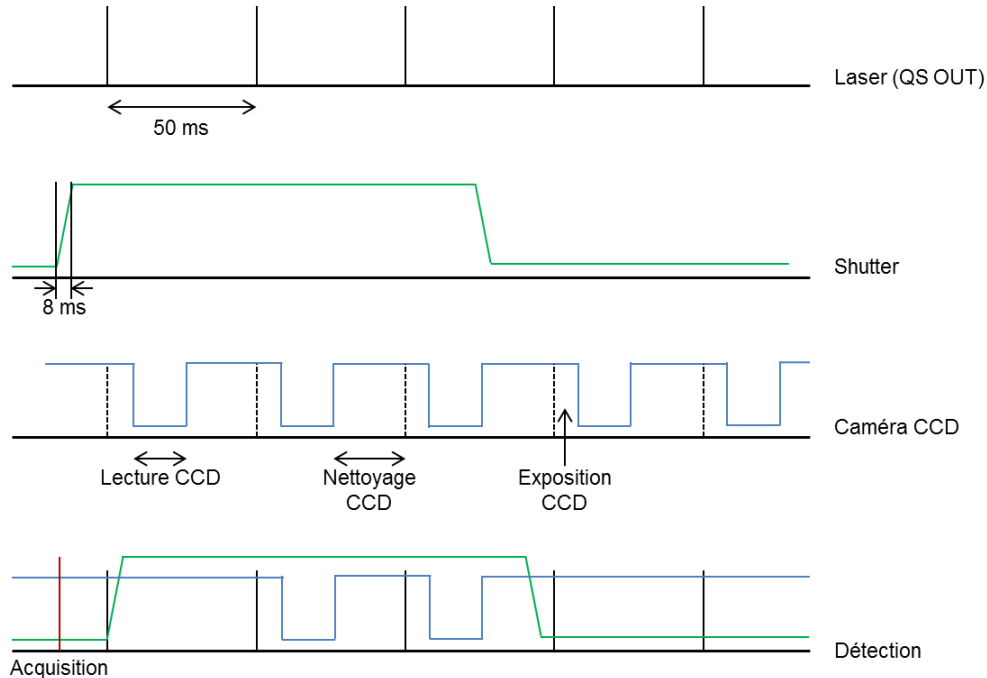 Laser (QS OUT)
50 ms
Shutter
8 ms
Caméra CCD
Lecture CCD
Nettoyage
CCD
Exposition
CCD
Détection
Acquisition